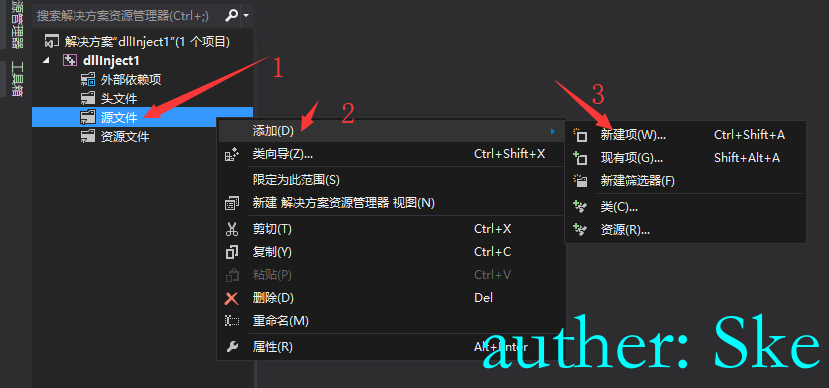 源管理器
工具箱
搜索解决方案资源管理器(Ctrl+;)
解决方案"dllInject1"(1 个项目)
dllInject1
外部依赖项
头文件
源文件
资源文件
1
2
3
添加(D)
类向导(Z)... Ctrl+Shift+X
限定为此范围(S)
新建 解决方案资源管理器 视图(N)
剪切(T) Ctrl+X
复制(Y) Ctrl+C
粘贴(P) Ctrl+V
删除(D) Del
重命名(M)
属性(R) Alt+Enter
新建项(W)... Ctrl+Shift+A
现有项(G)... Shift+Alt+A
新建筛选器(F)
类(C)...
资源(R)...
auther: Ske